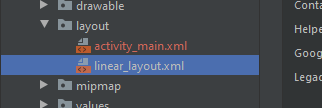 drawable
Conta
layout
Helpe
activity_main.xml
Googl
linear_layout.xml
Legac
mipmap
values